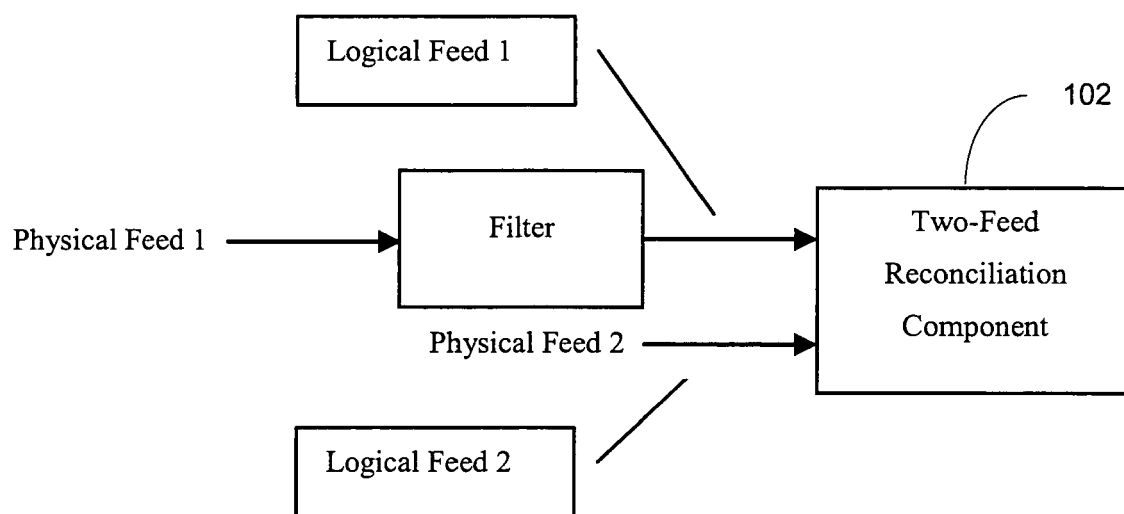 Logical Feed 1
102
Physical Feed 1
Filter
Two-Feed
Reconciliation
Component
Physical Feed 2
Logical Feed 2